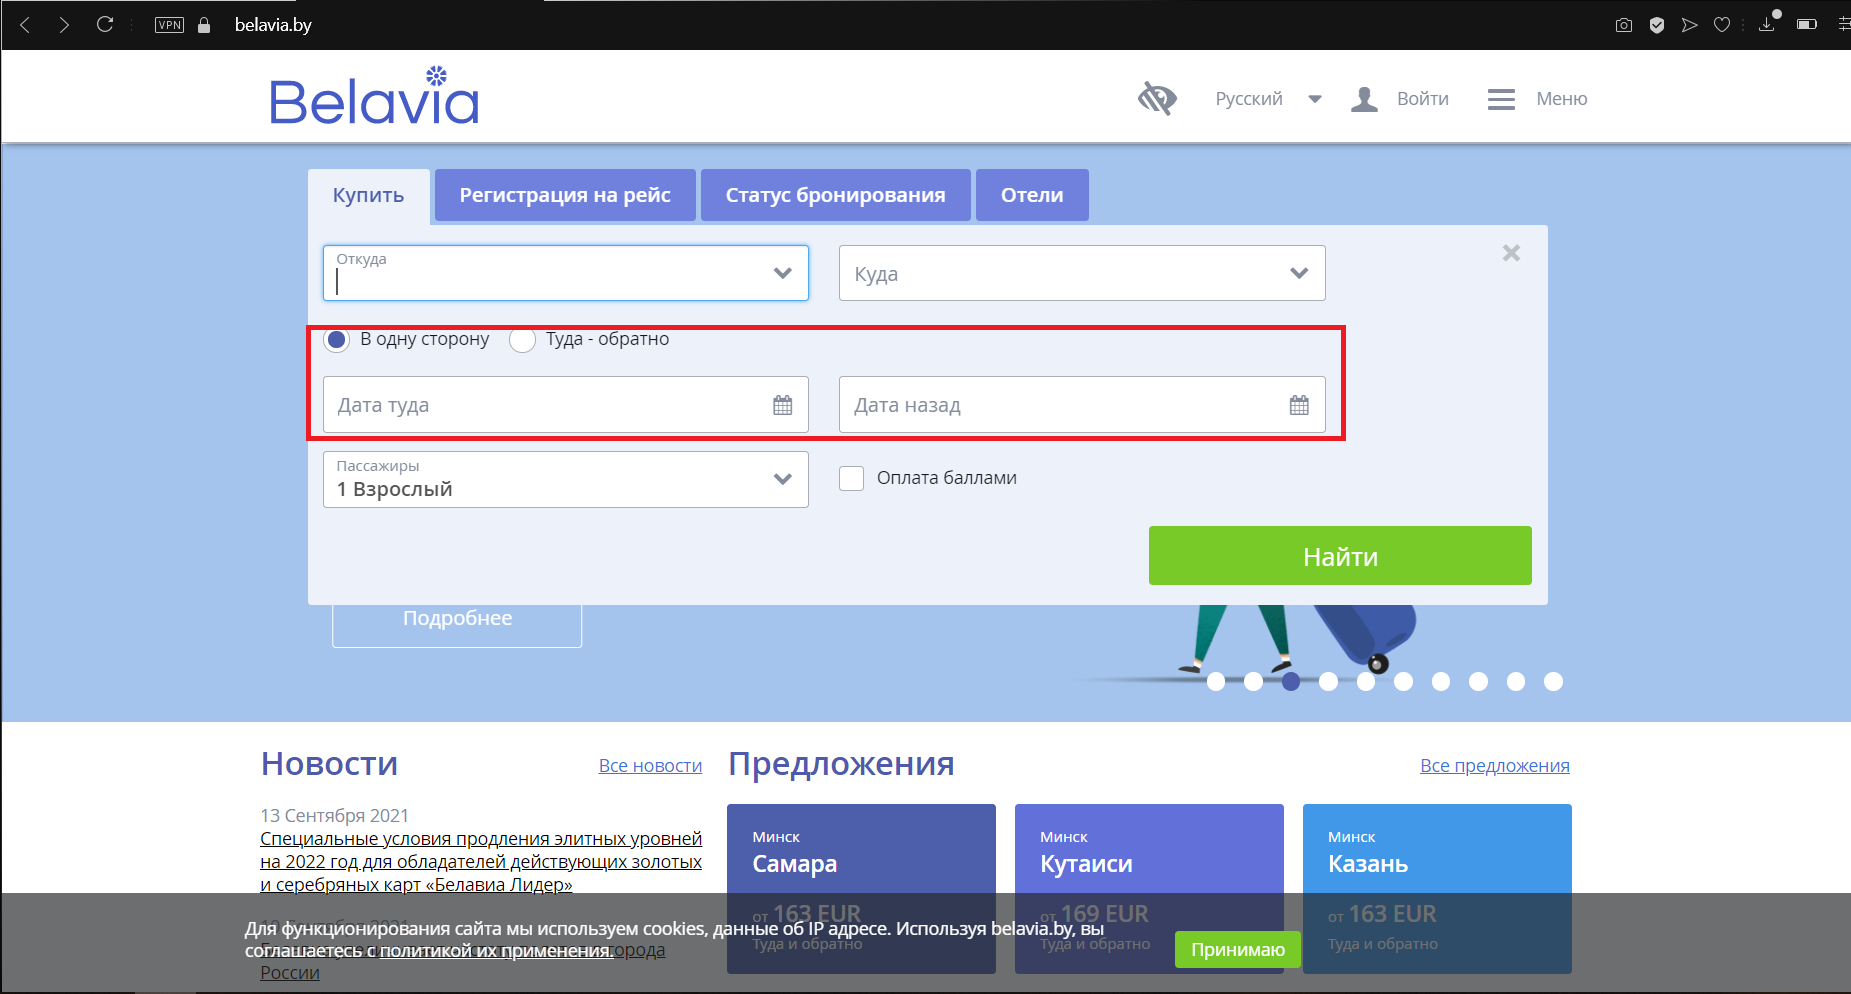 VPN belavia.by
Belavia
Русский Войти Меню
Купить Регистрация на рейс Статус бронирования Отели
Откуда
Куда
В одну сторону Туда - обратно
Дата туда Дата назад
Пассажиры
1 Взрослый
Оплата баллами
Найти
Подробнее
Новости Все новости
13 Сентября 2021
Специальные условия продления элитных уровней
на 2022 год для обладателей действующих золотых
и серебряных карт «Белавиа Лидер»
города
России
Предложения Все предложения
Минск
Самара
от 163 EUR
Туда и обратно
Минск
Кутаиси
от 169 EUR
Туда и обратно
Минск
Казань
от 163 EUR
Туда и обратно
Для функционирования сайта мы используем cookies, данные об IP адресе. Используя belavia.by, вы
соглашаетесь с политикой их применения.
Принимаю